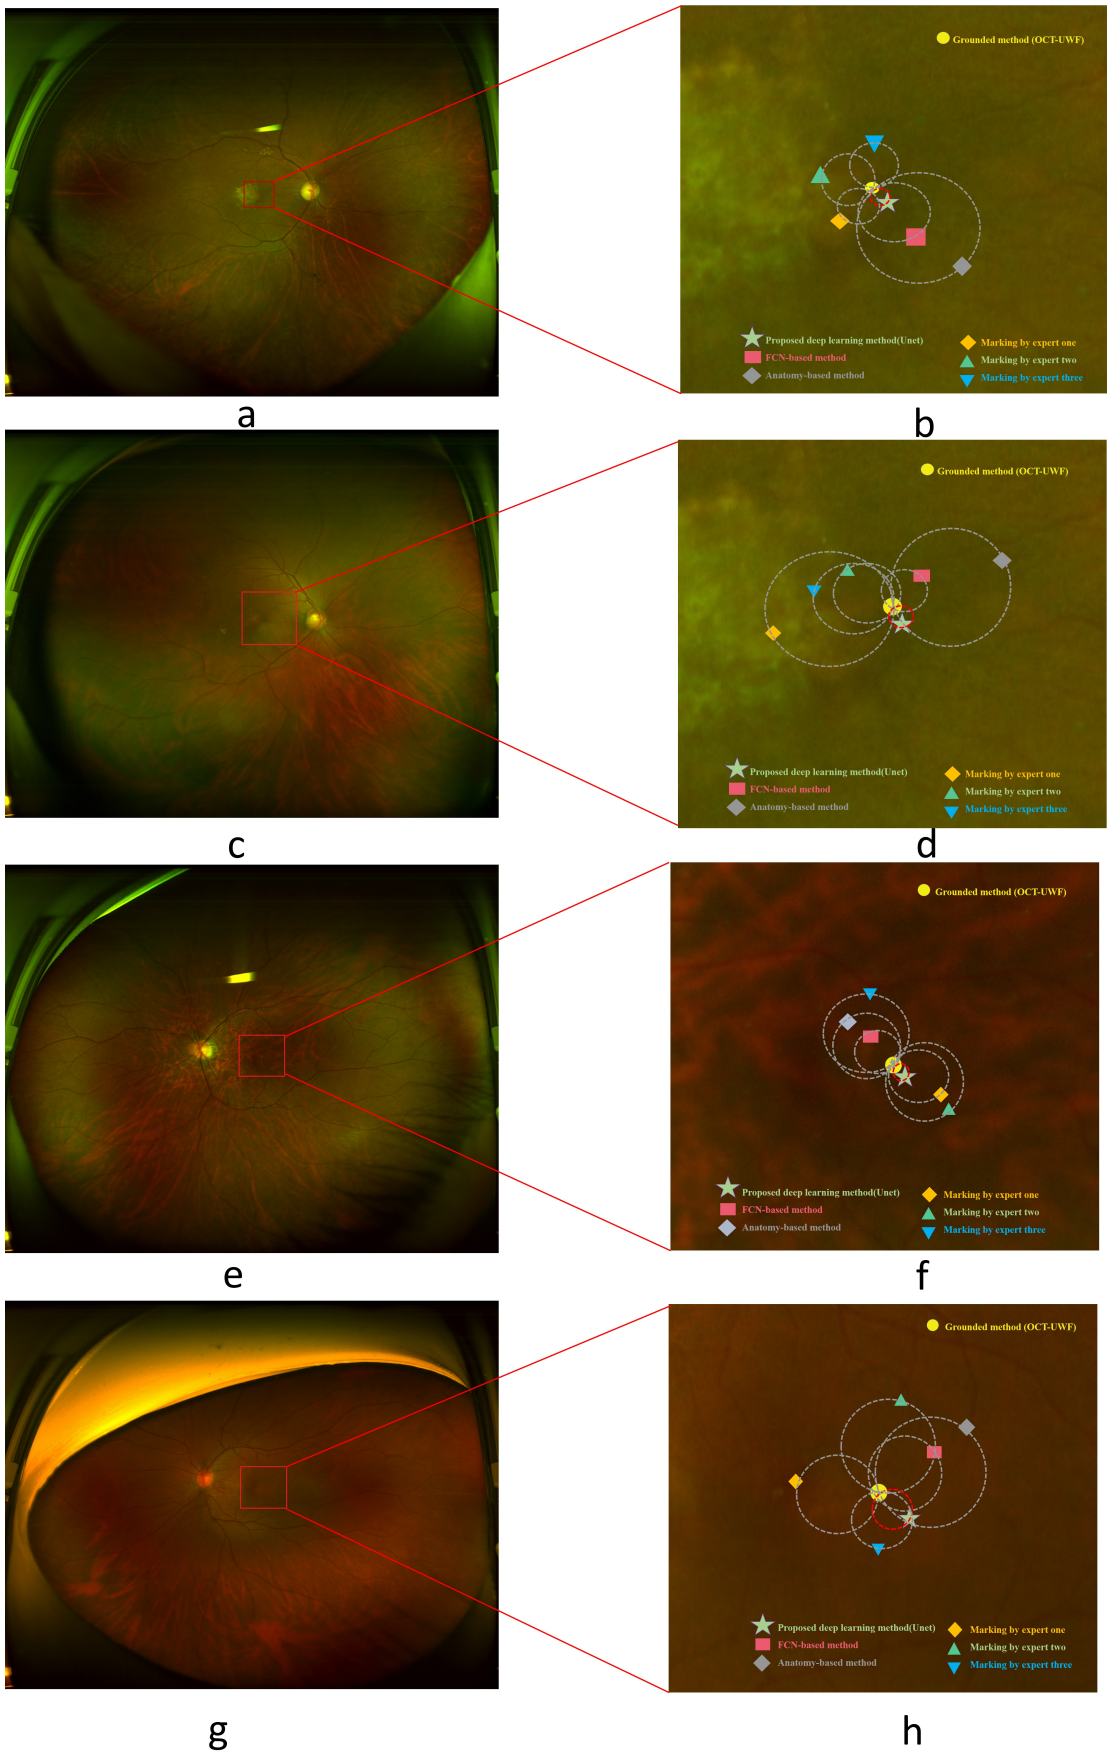 Grounded method (OCT-UWF)
Proposed deep learning method(Unet)
FCN-based method
Anatomy-based method
Marking by expert one
Marking by expert two
Marking by expert three
a
b
Grounded method (OCT-UWF)
Proposed deep learning method(Unet)
FCN-based method
Anatomy-based method
Marking by expert one
Marking by expert two
Marking by expert three
c
d
Grounded method (OCT-UWF)
Proposed deep learning method(Unet)
FCN-based method
Anatomy-based method
Marking by expert one
Marking by expert two
Marking by expert three
e
f
Grounded method (OCT-UWF)
Proposed deep learning method(Unet)
FCN-based method
Anatomy-based method
Marking by expert one
Marking by expert two
Marking by expert three
g
h